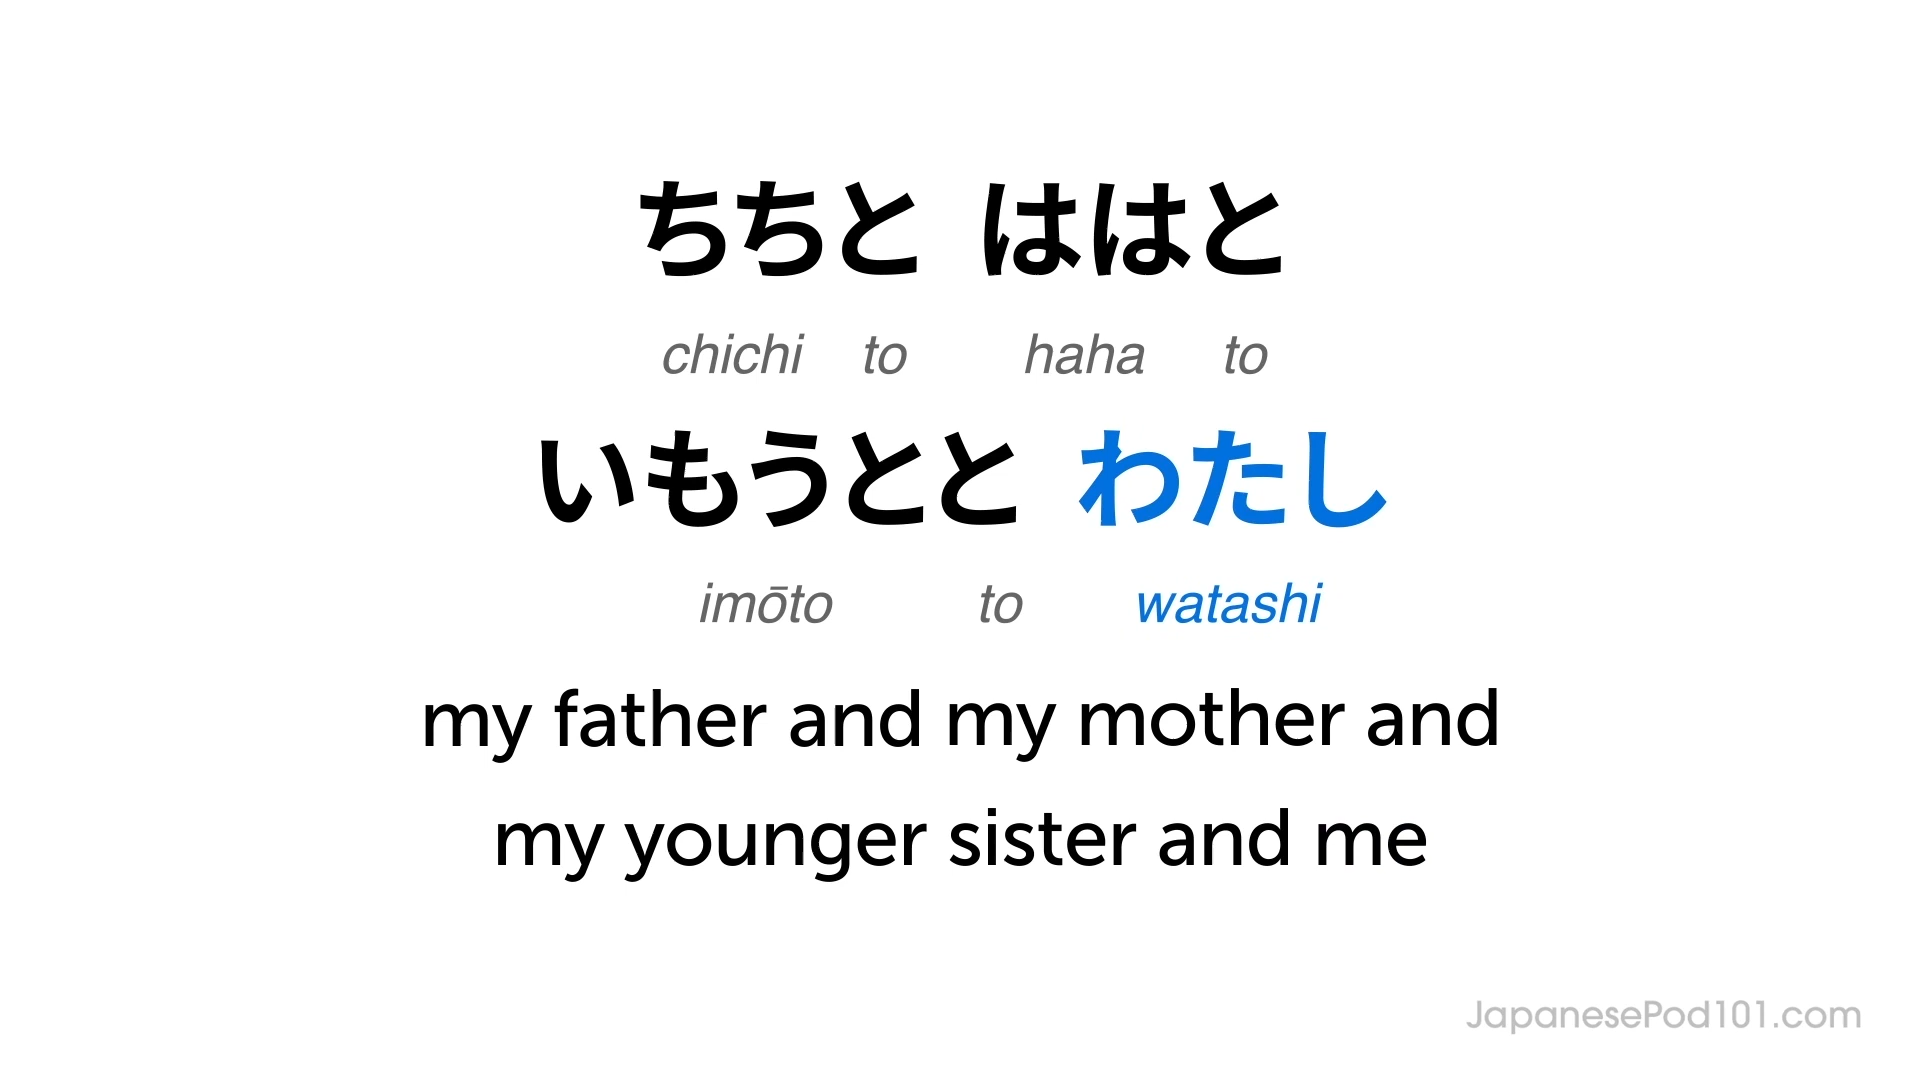 ちちと ははと
chichi to haha to
いもうとと わたし
imōto to watashi
my father and my mother and
my younger sister and me
JapanesePod101.com